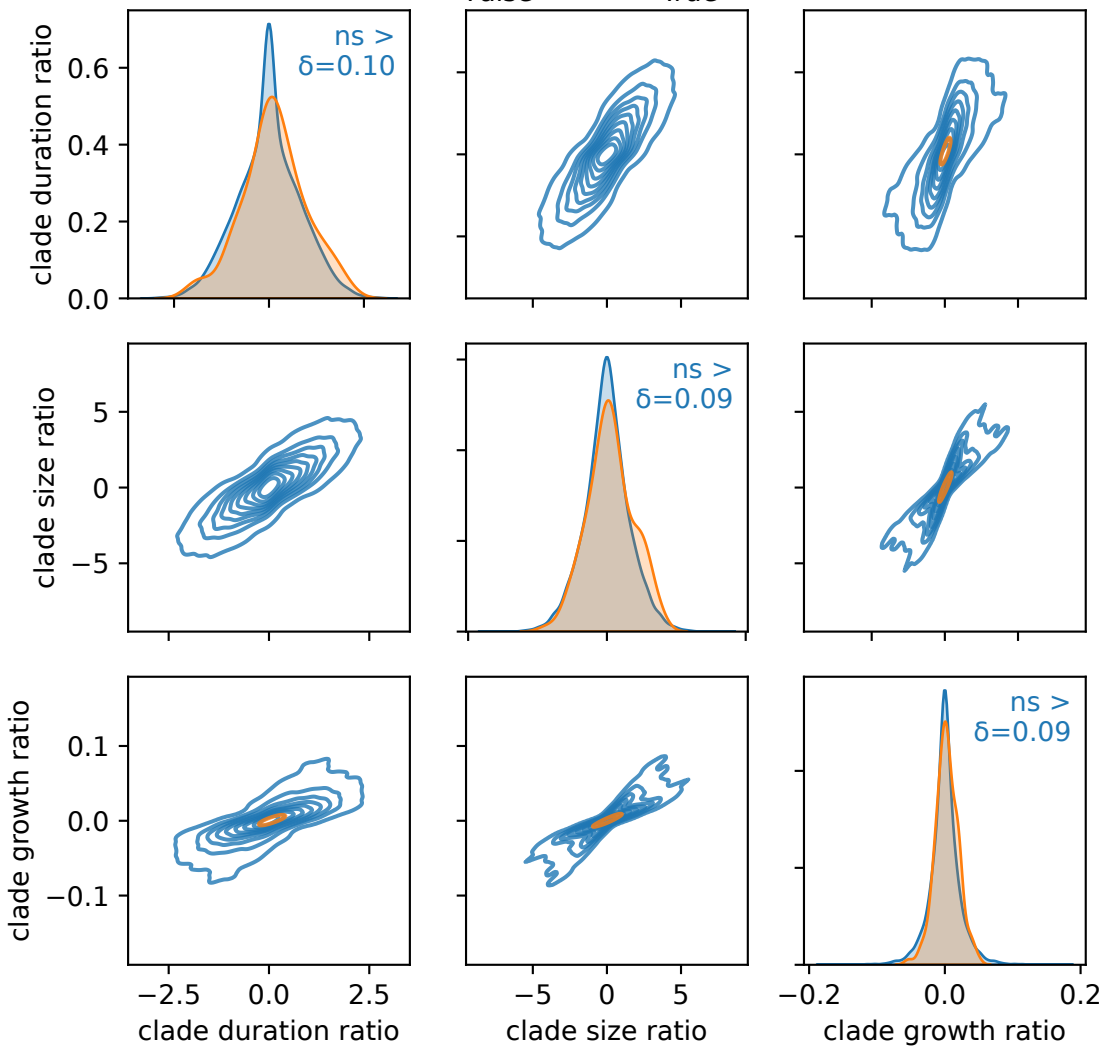 clade duration ratio
0.6
0.4
0.2
0.0
ns >
δ=0.10
clade size ratio
5
0
−5
ns >
δ=0.09
clade growth ratio
0.1
0.0
−0.1
ns >
δ=0.09
−2.5 0.0 2.5
−5 0 5
−0.2 0.0 0.2
clade duration ratio
clade size ratio
clade growth ratio